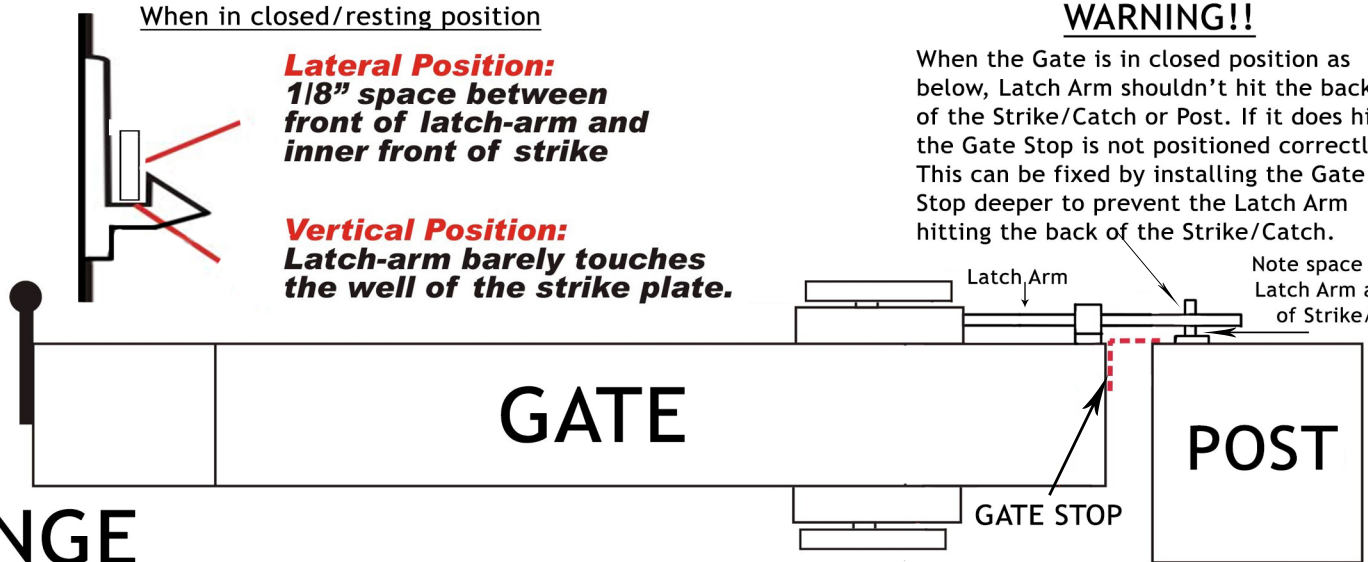 When in closed/resting position
Lateral Position:
1/8” space between
front of latch-arm and
inner front of strike
Vertical Position:
Latch-arm barely touches
the well of the strike plate.
WARNING!!
When the Gate is in closed position as
below, Latch Arm shouldn’t hit the back
of the Strike/Catch or Post. If it does hi
the Gate Stop is not positioned correctl
This can be fixed by installing the Gate
Stop deeper to prevent the Latch Arm
hitting the back of the Strike/Catch.
Note space
Latch Arm a
of Strike/
Latch Arm
GATE
POST
GATE STOP
NGE